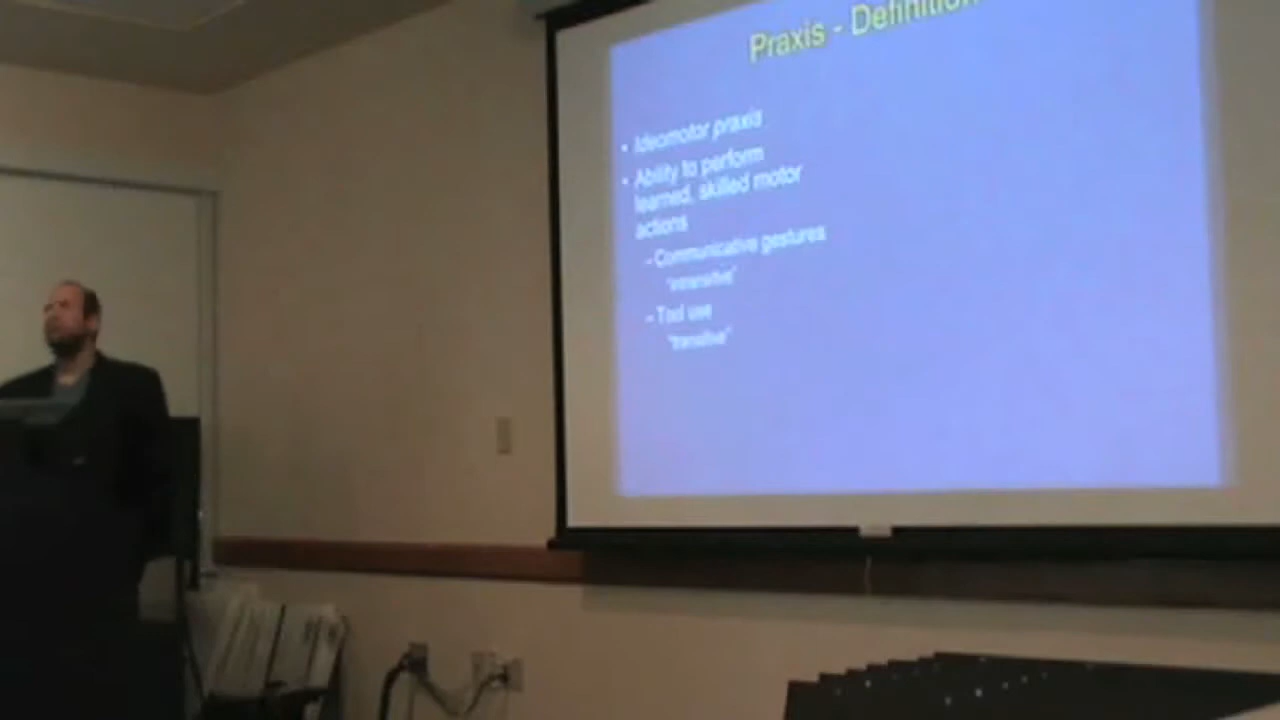 Praxis - Definition
• Ideomotor praxis
• Ability to perform
learned, skilled motor
actions
– Communicative gestures
"intransitive"
– Tool use
"transitive"